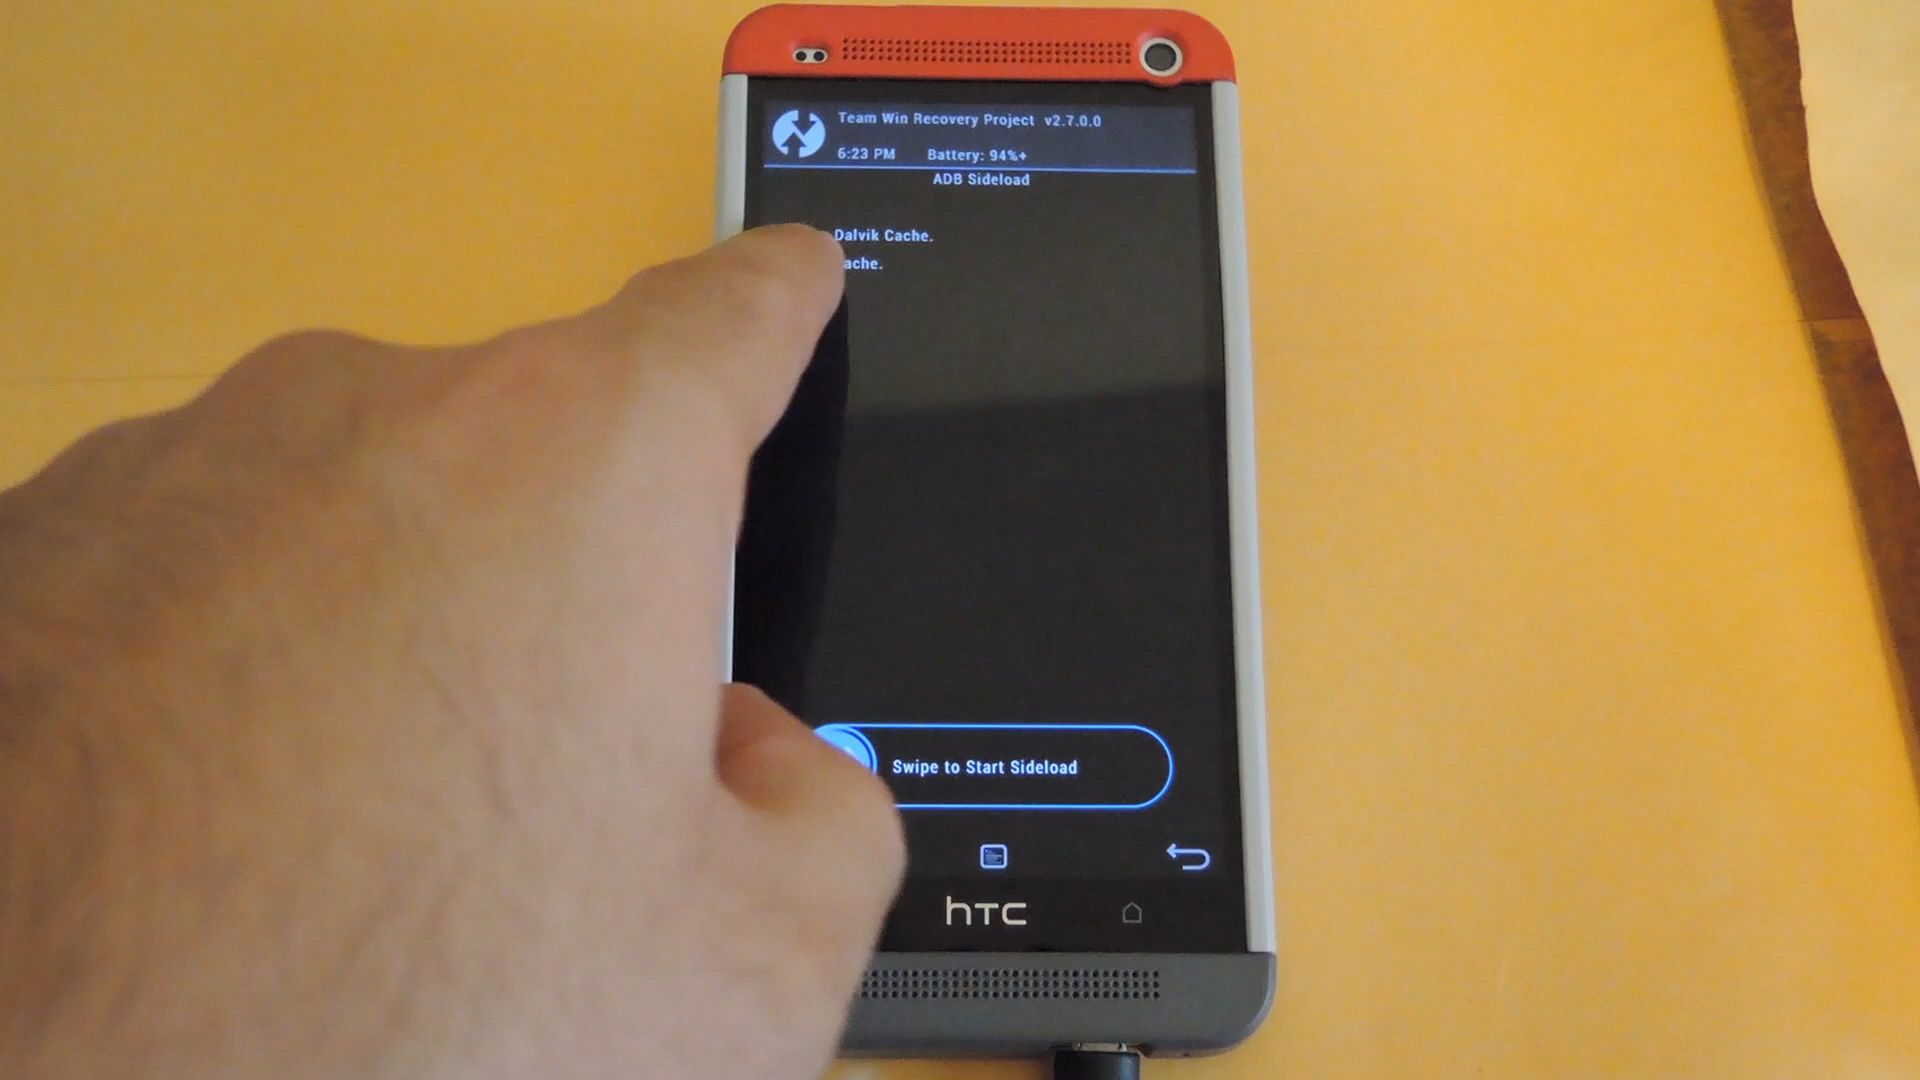 Team Win Recovery Project v2.7.0.0
6:23 PM Battery: 94%+
ADB Sideload
Dalvik Cache.
ache.
Swipe to Start Sideload
hTC